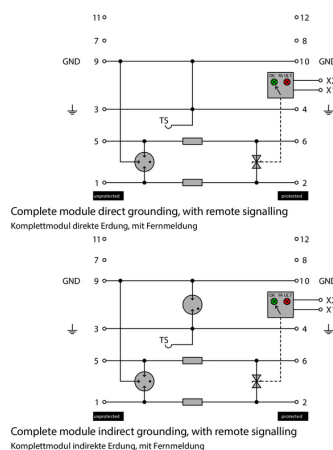 11 12
7 8
GND 9 10 GND
OK FAULT
X2
X1
3 4
TS
5 6
1 2
unprotected protected
Complete module direct grounding, with remote signalling
Komplettmodul direkte Erdung, mit Fernmeldung
11 12
7 8
GND 9 10 GND
OK FAULT
X2
X1
3 4
TS
5 6
1 2
unprotected protected
Complete module indirect grounding, with remote signalling
Komplettmodul indirekte Erdung, mit Fernmeldung